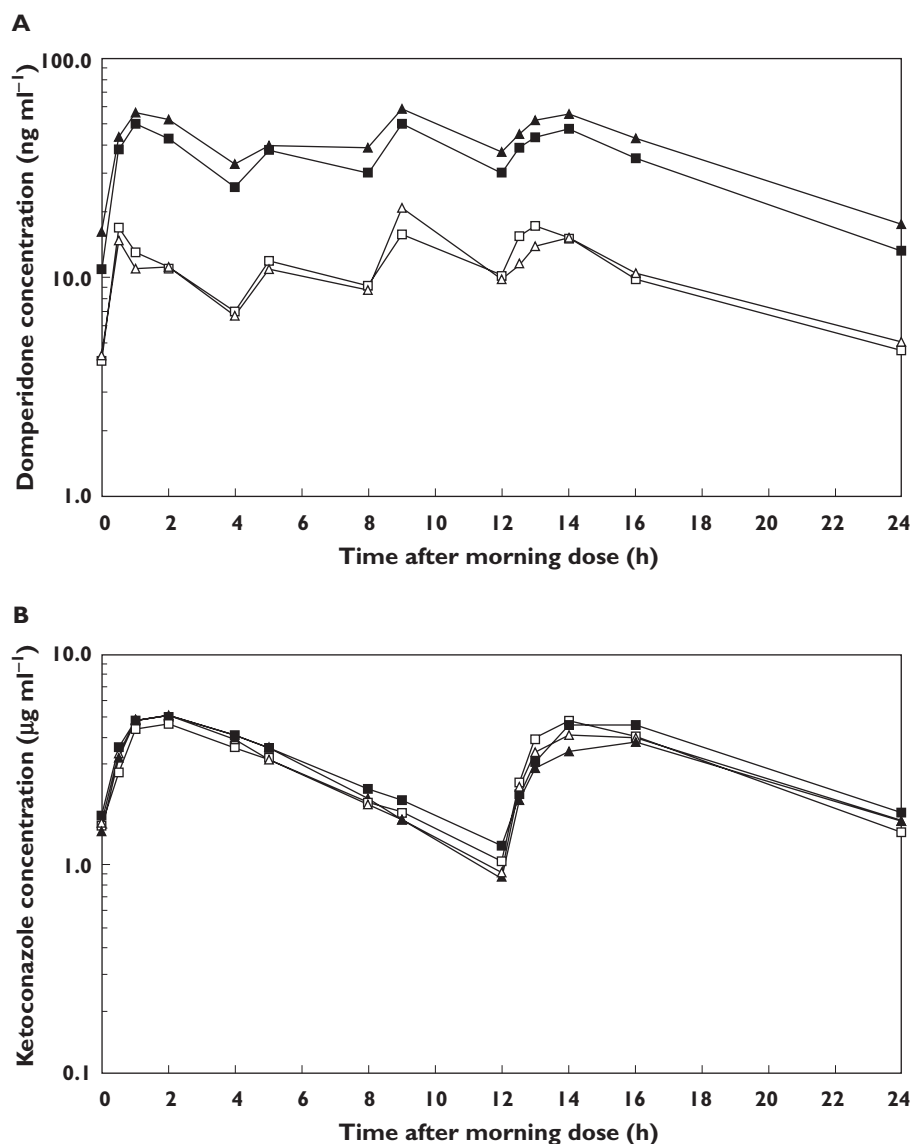 A
Domperidone concentration (ng ml⁻¹)
100.0
10.0
1.0
0 2 4 6 8 10 12 14 16 18 20 22 24
Time after morning dose (h)
B
Ketoconazole concentration (μg ml⁻¹)
10.0
1.0
0.1
0 2 4 6 8 10 12 14 16 18 20 22 24
Time after morning dose (h)